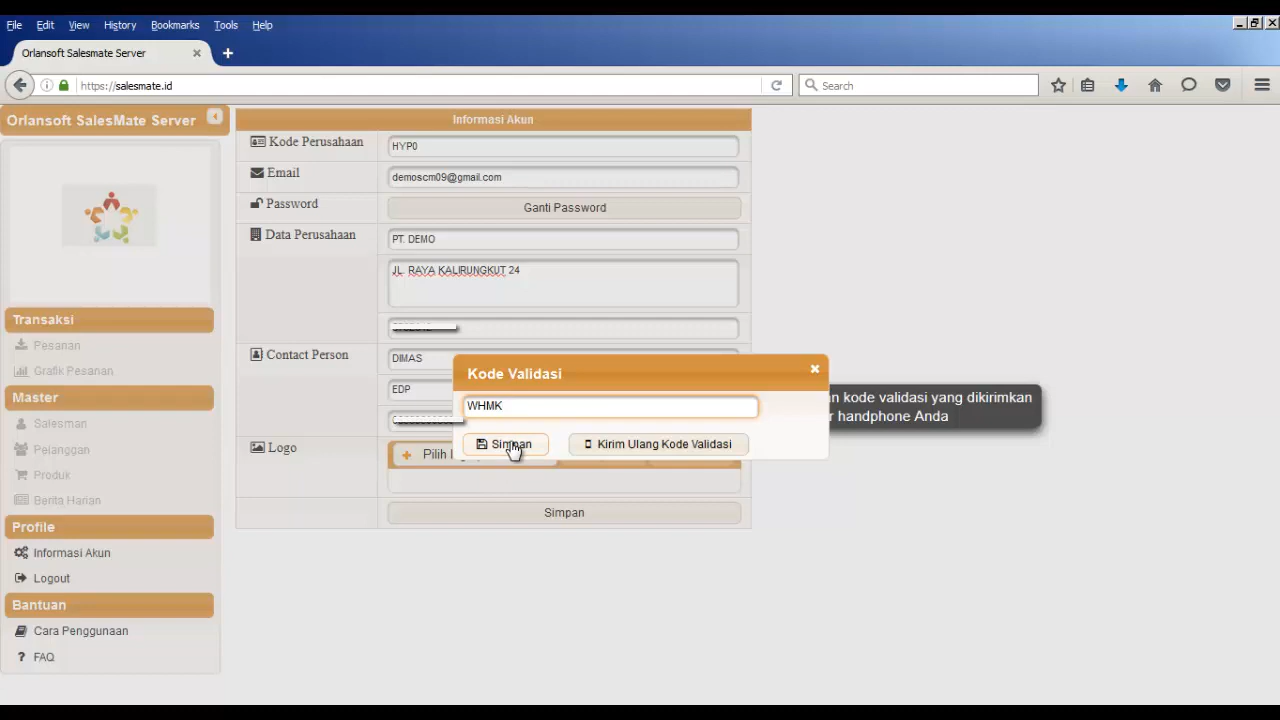 File Edit View History Bookmarks Tools Help
Orlansoft Salesmate Server
https://salesmate.id
Search
Orlansoft SalesMate Server
Transaksi
Pesanan
Grafik Pesanan
Master
Salesman
Pelanggan
Produk
Berita Harian
Profile
Informasi Akun
Logout
Bantuan
Cara Penggunaan
? FAQ
Informasi Akun
Kode Perusahaan HYP0
Email demoscm09@gmail.com
Password Ganti Password
Data Perusahaan PT. DEMO
JL. RAYA KALIRUNGKUT 24
Contact Person DIMAS
EDP
Logo
Pilih
Simpan
Kode Validasi
WHMK
Simpan Kirim Ulang Kode Validasi
kode validasi yang dikirimkan
handphone Anda